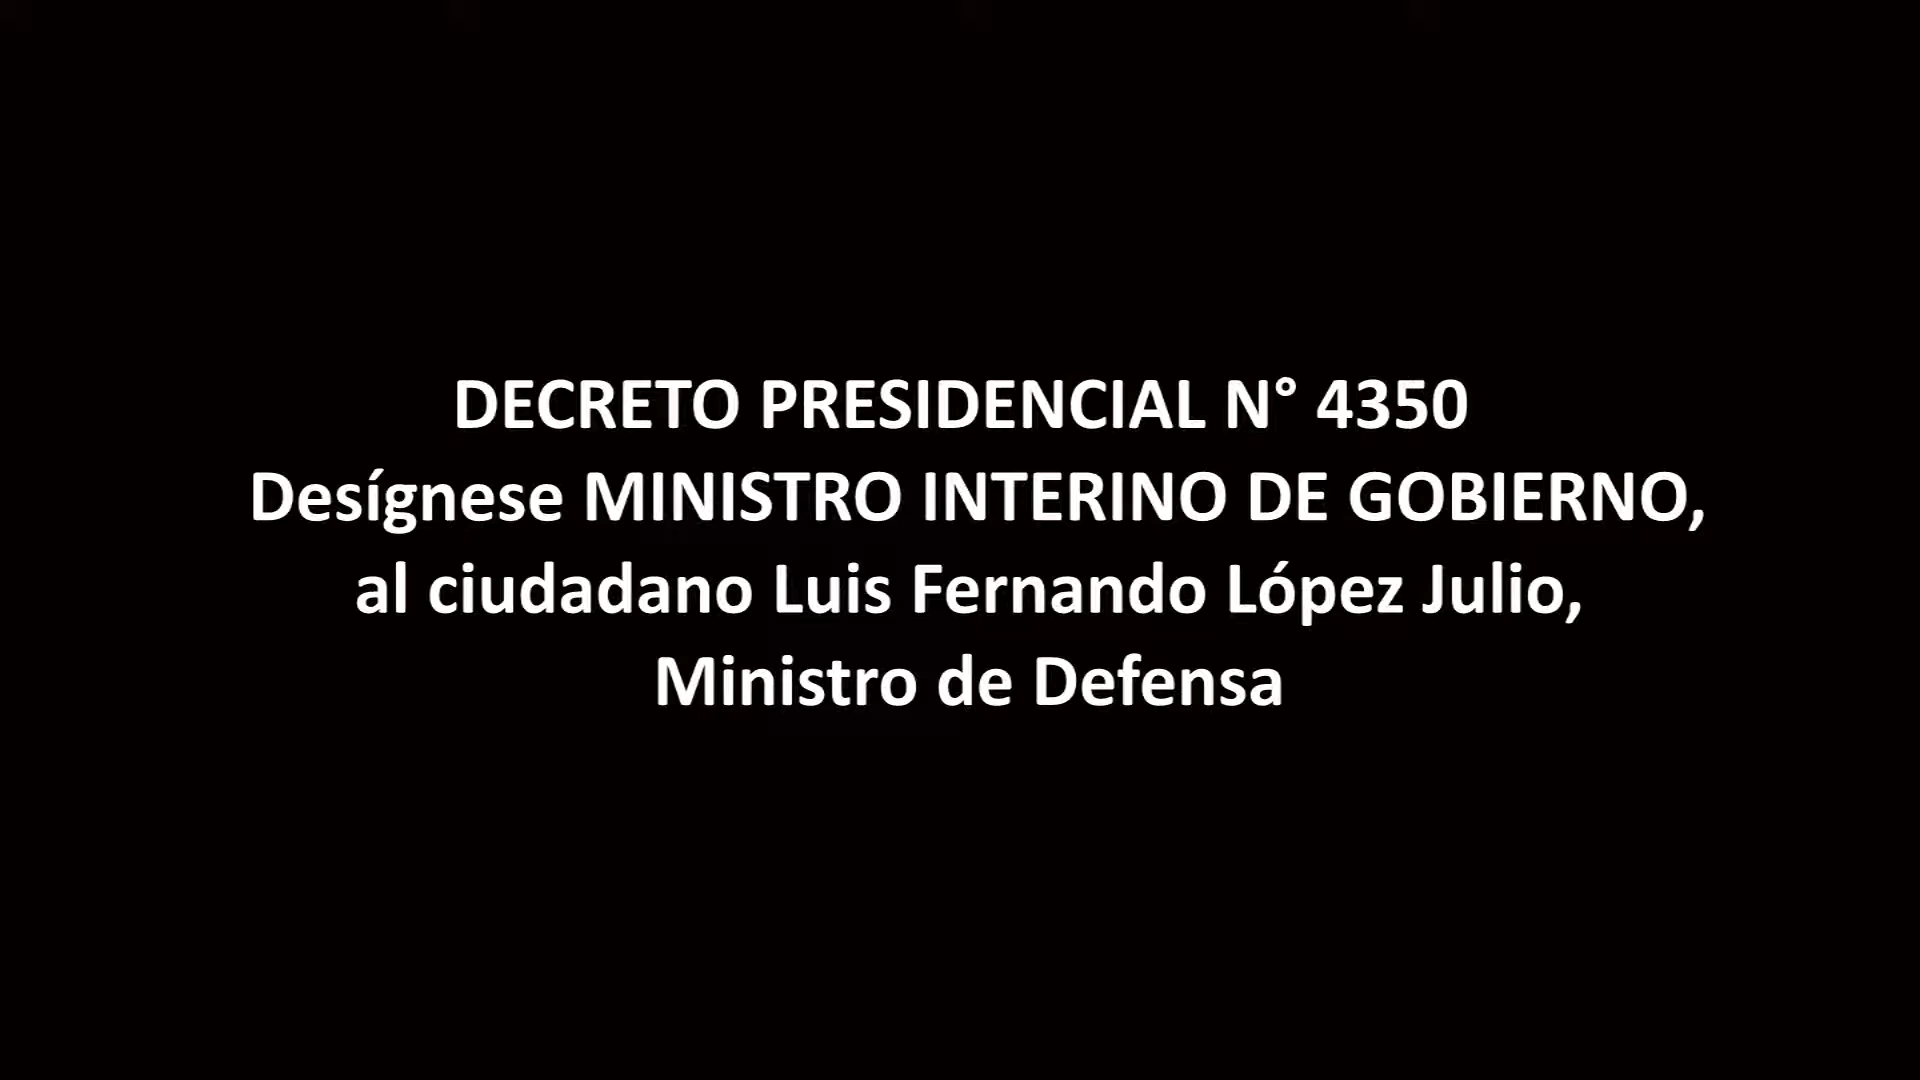 DECRETO PRESIDENCIAL N° 4350
Desígnese MINISTRO INTERINO DE GOBIERNO,
al ciudadano Luis Fernando López Julio,
Ministro de Defensa